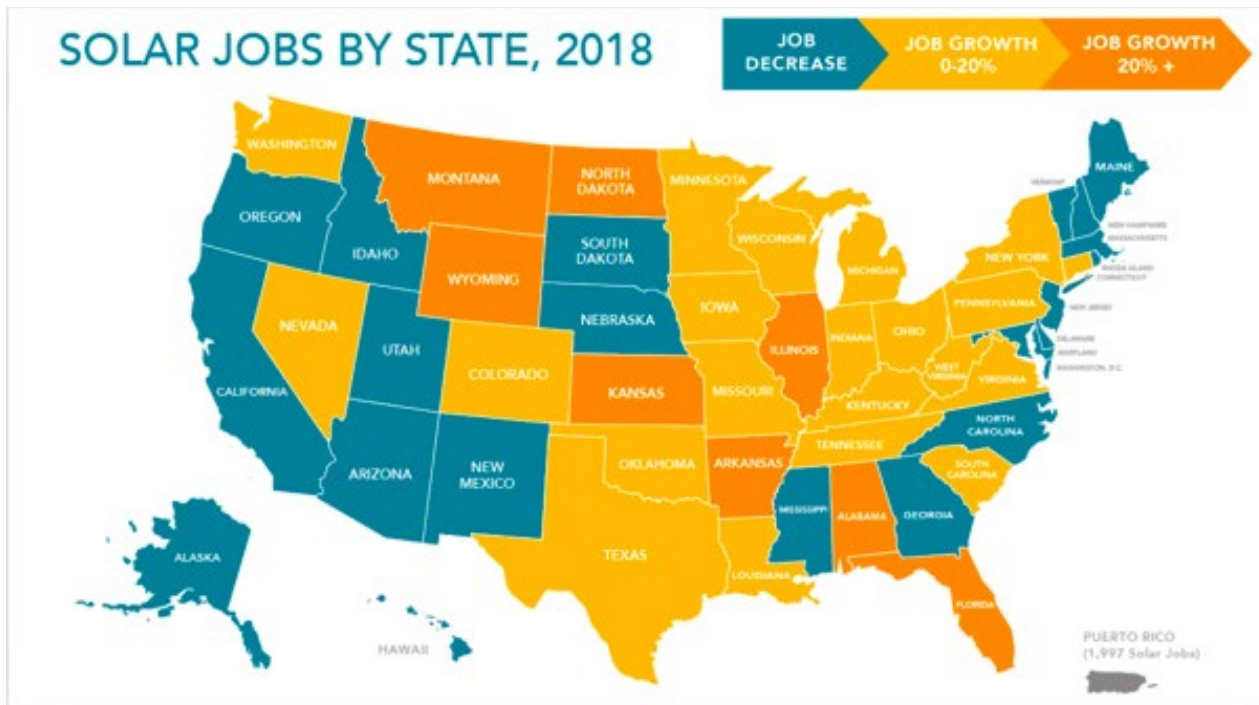 SOLAR JOBS BY STATE, 2018
JOB
DECREASE
JOB GROWTH
0-20%
JOB GROWTH
20% +
WASHINGTON
MONTANA
NORTH
DAKOTA
MINNESOTA
MAINE
VERMONT
OREGON
IDAHO
SOUTH
DAKOTA
WISCONSIN
NEW HAMPSHIRE
MASSACHUSETTS
WYOMING
MICHIGAN
NEW YORK
RHODE ISLAND
CONNECTICUT
NEBRASKA
IOWA
PENNSYLVANIA
NEW JERSEY
NEVADA
UTAH
COLORADO
KANSAS
ILLINOIS
INDIANA
OHIO
DELAWARE
MARYLAND
WASHINGTON, D.C.
CALIFORNIA
MISSOURI
WEST
VIRGINIA
VIRGINIA
KENTUCKY
NORTH
CAROLINA
TENNESSEE
ARIZONA
NEW
MEXICO
OKLAHOMA
ARKANSAS
SOUTH
CAROLINA
MISSISSIPPI
ALABAMA
GEORGIA
ALASKA
TEXAS
LOUISIANA
FLORIDA
HAWAII
PUERTO RICO
(1,997 Solar Jobs)